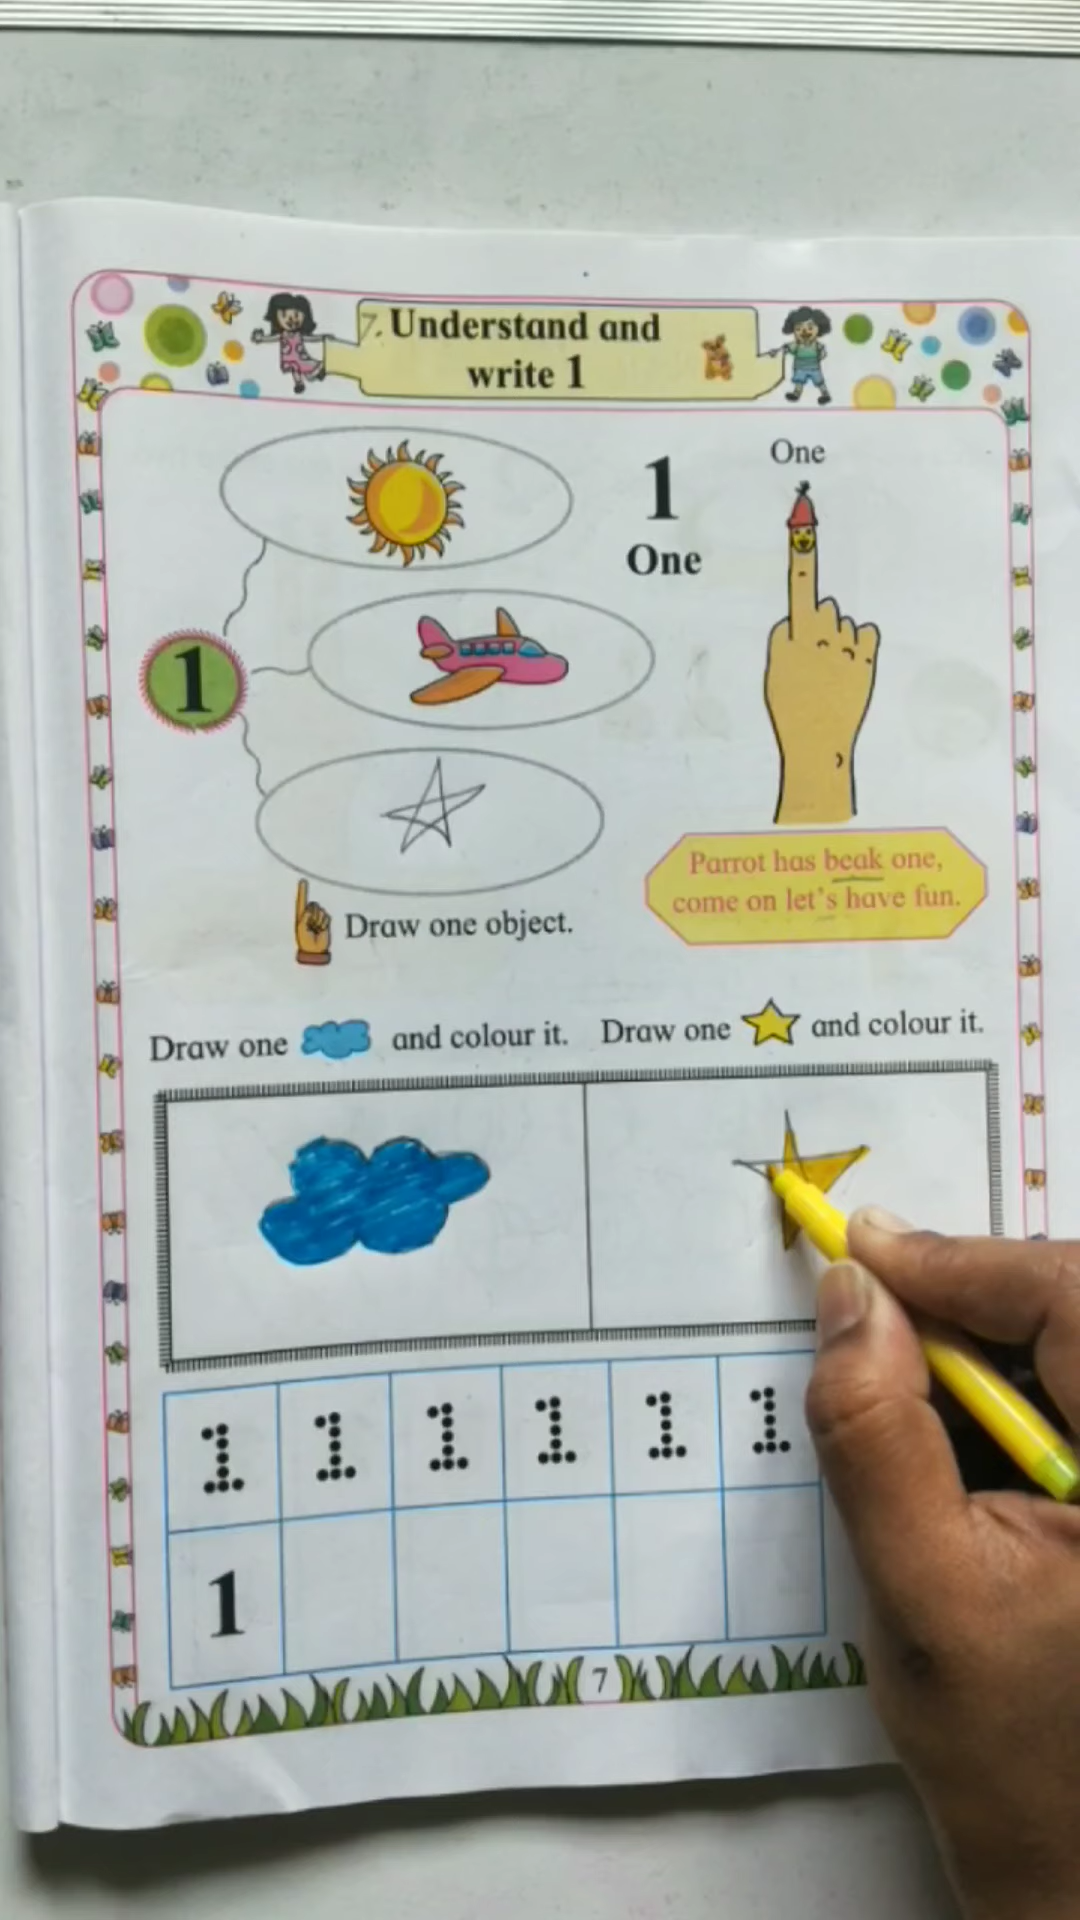 7. Understand and
write 1
1
One
One
1
Parrot has beak one,
come on let's have fun.
Draw one object.
Draw one and colour it. Draw one and colour it.
1 1 1 1 1 1
1
7